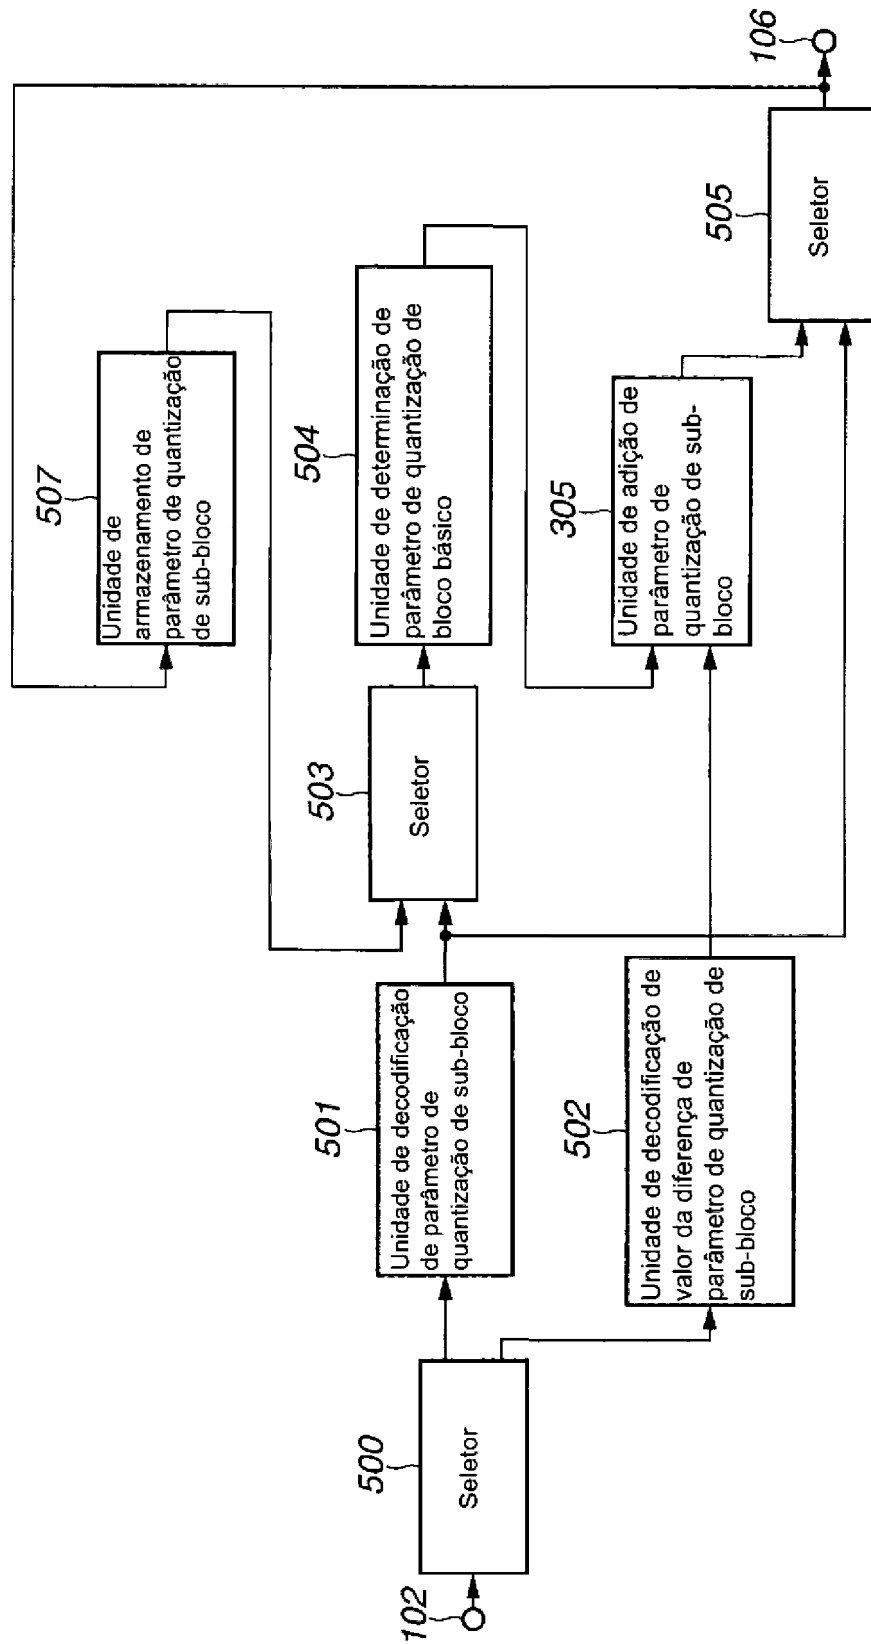 102
500
Seletor
501
Unidade de decodificação
de parâmetro de
quantização de sub-bloco
502
Unidade de decodificação de
valor da diferença de
parâmetro de quantização de
sub-bloco
503
Seletor
507
Unidade de
armazenamento de
parâmetro de quantização
de sub-bloco
504
Unidade de determinação de
parâmetro de quantização de
bloco básico
305
Unidade de adição de
parâmetro de
quantização de sub-
bloco
505
Seletor
106